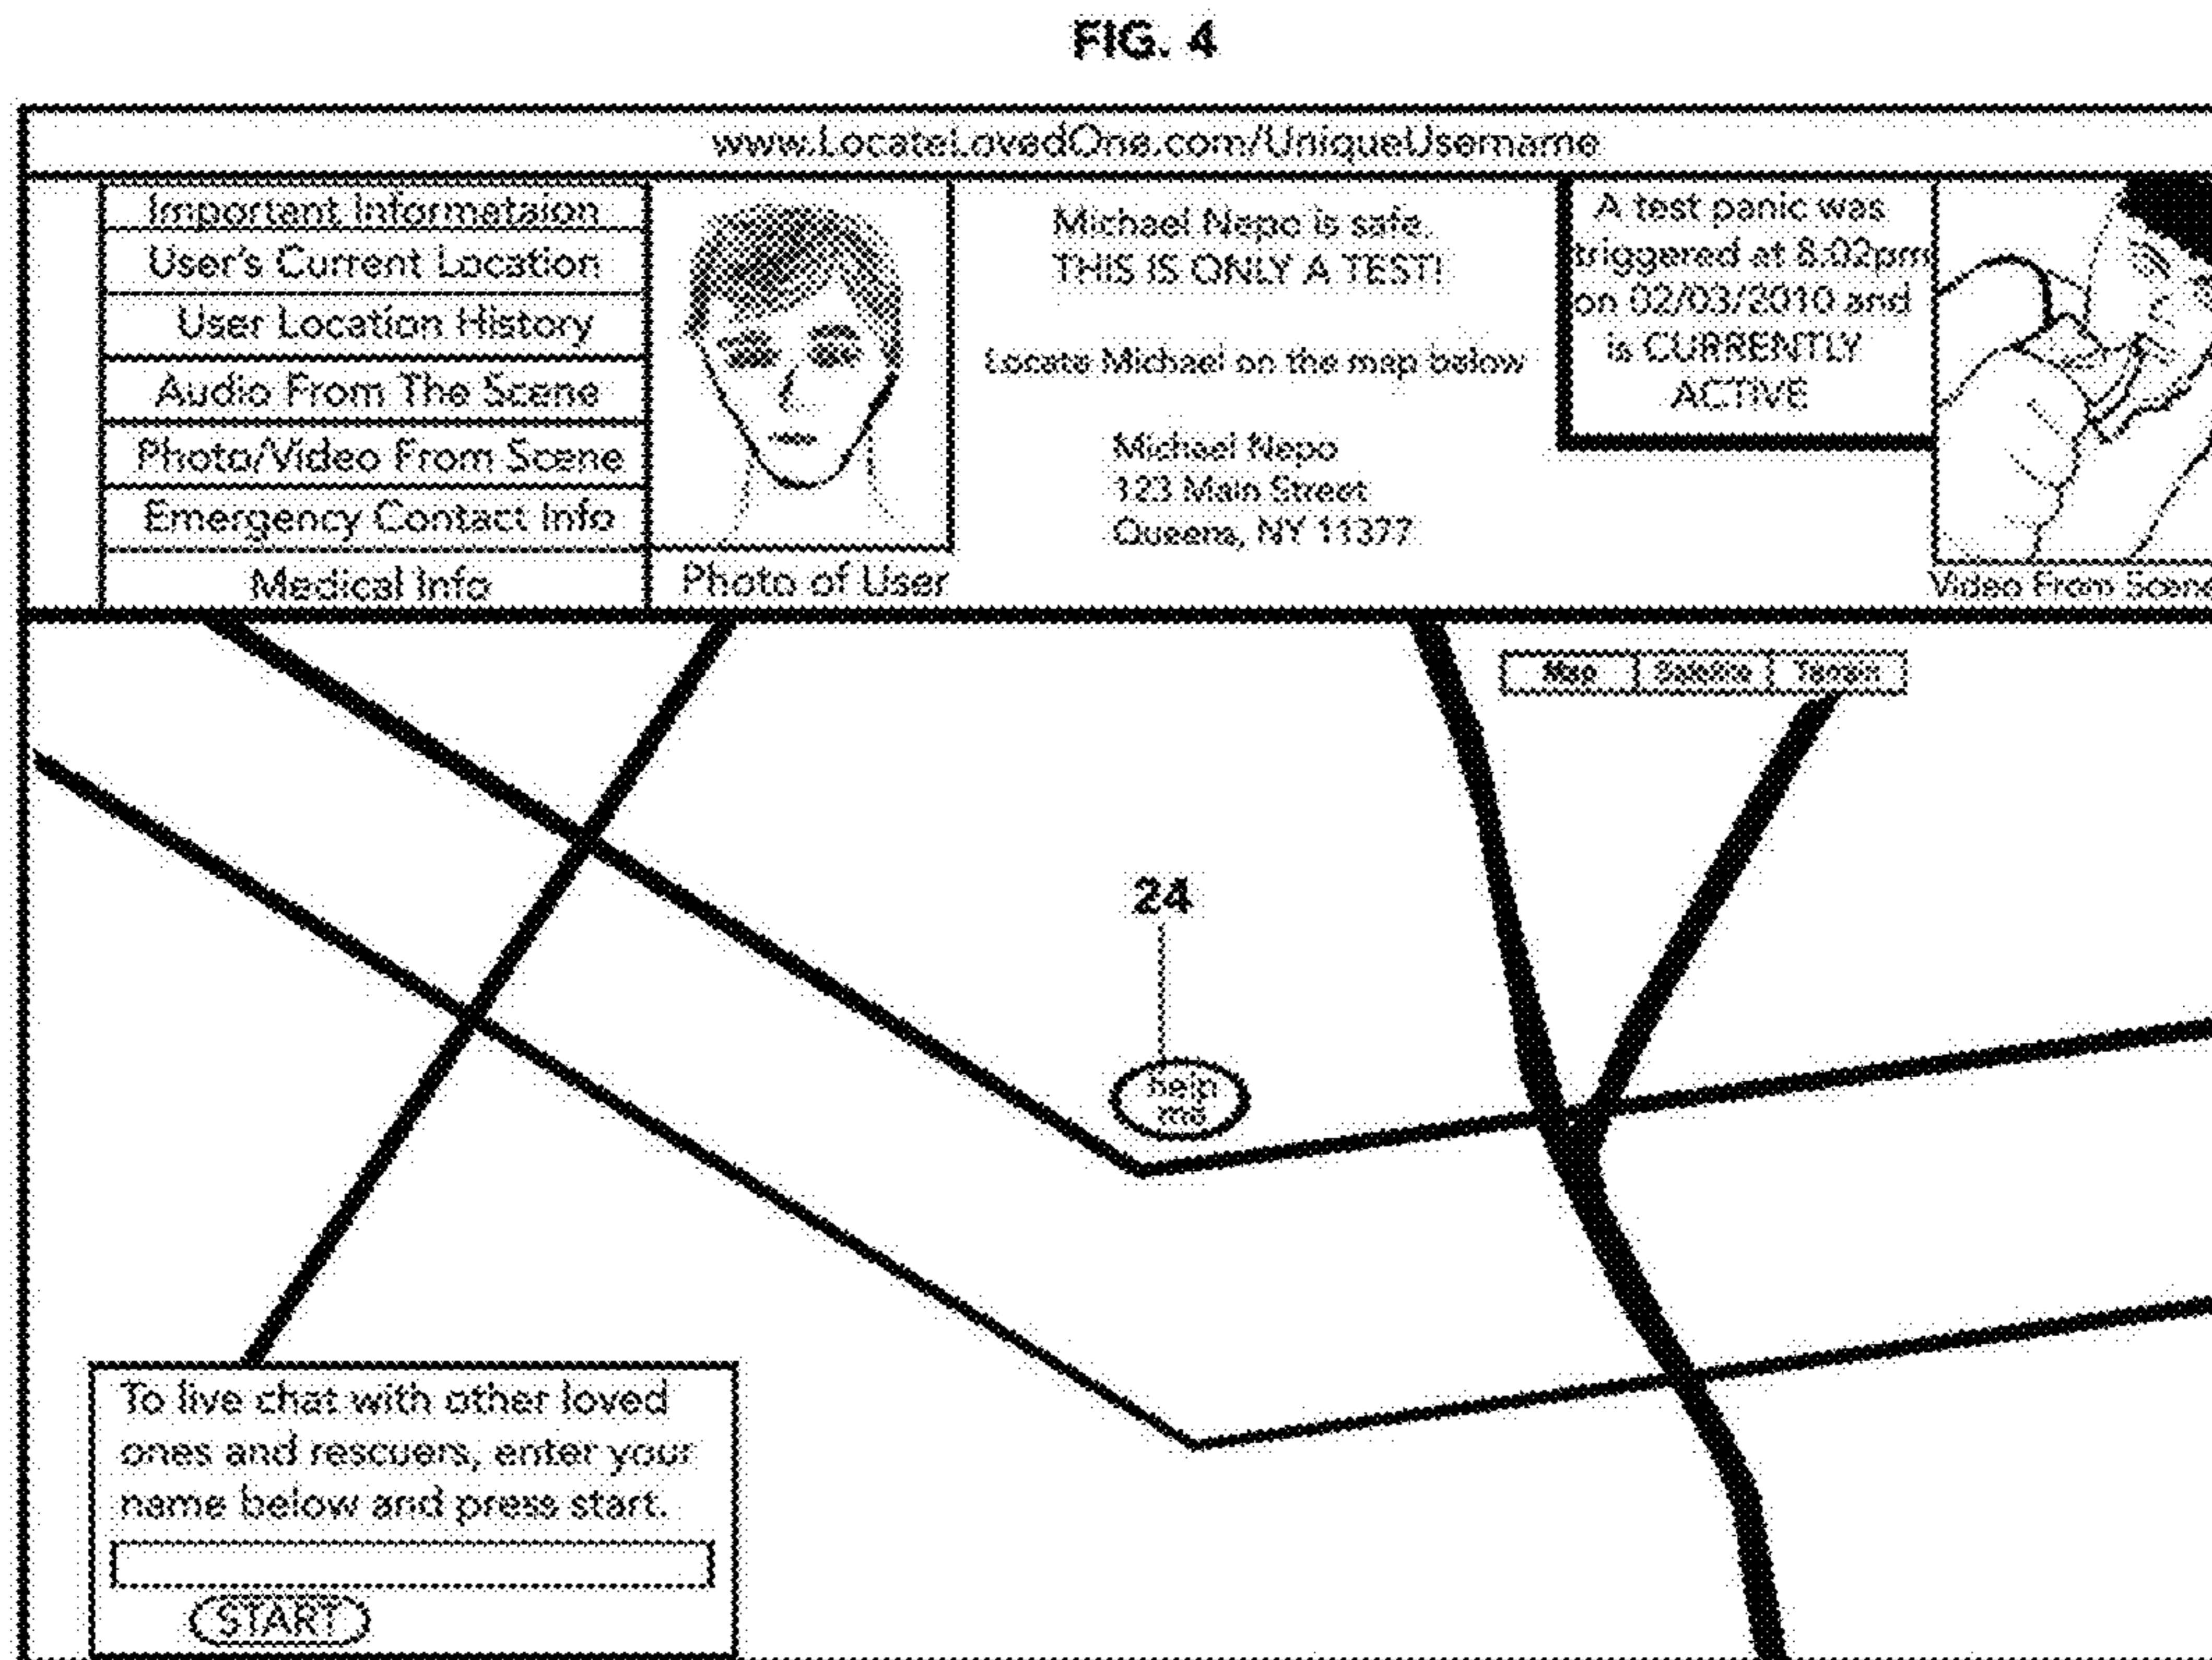 FIG. 4
www.LocateLovedOne.com/UniqueUsername
Important Informataion
User's Current Location
User Location History
Audio From The Scene
Photo/Video From Scene
Emergency Contact Info
Medical Info
Photo of User
Michael Nepo is safe.
THIS IS ONLY A TEST!
Locate Michael on the map below
Michael Nepo
123 Main Street
Queens, NY 11377
A test panic was
triggered at 8:02pm
on 02/03/2010 and
is CURRENTLY
ACTIVE
Video From Scene
Map Satellite Terrain
24
help
me
To live chat with other loved
ones and rescuers, enter your
name below and press start.
START